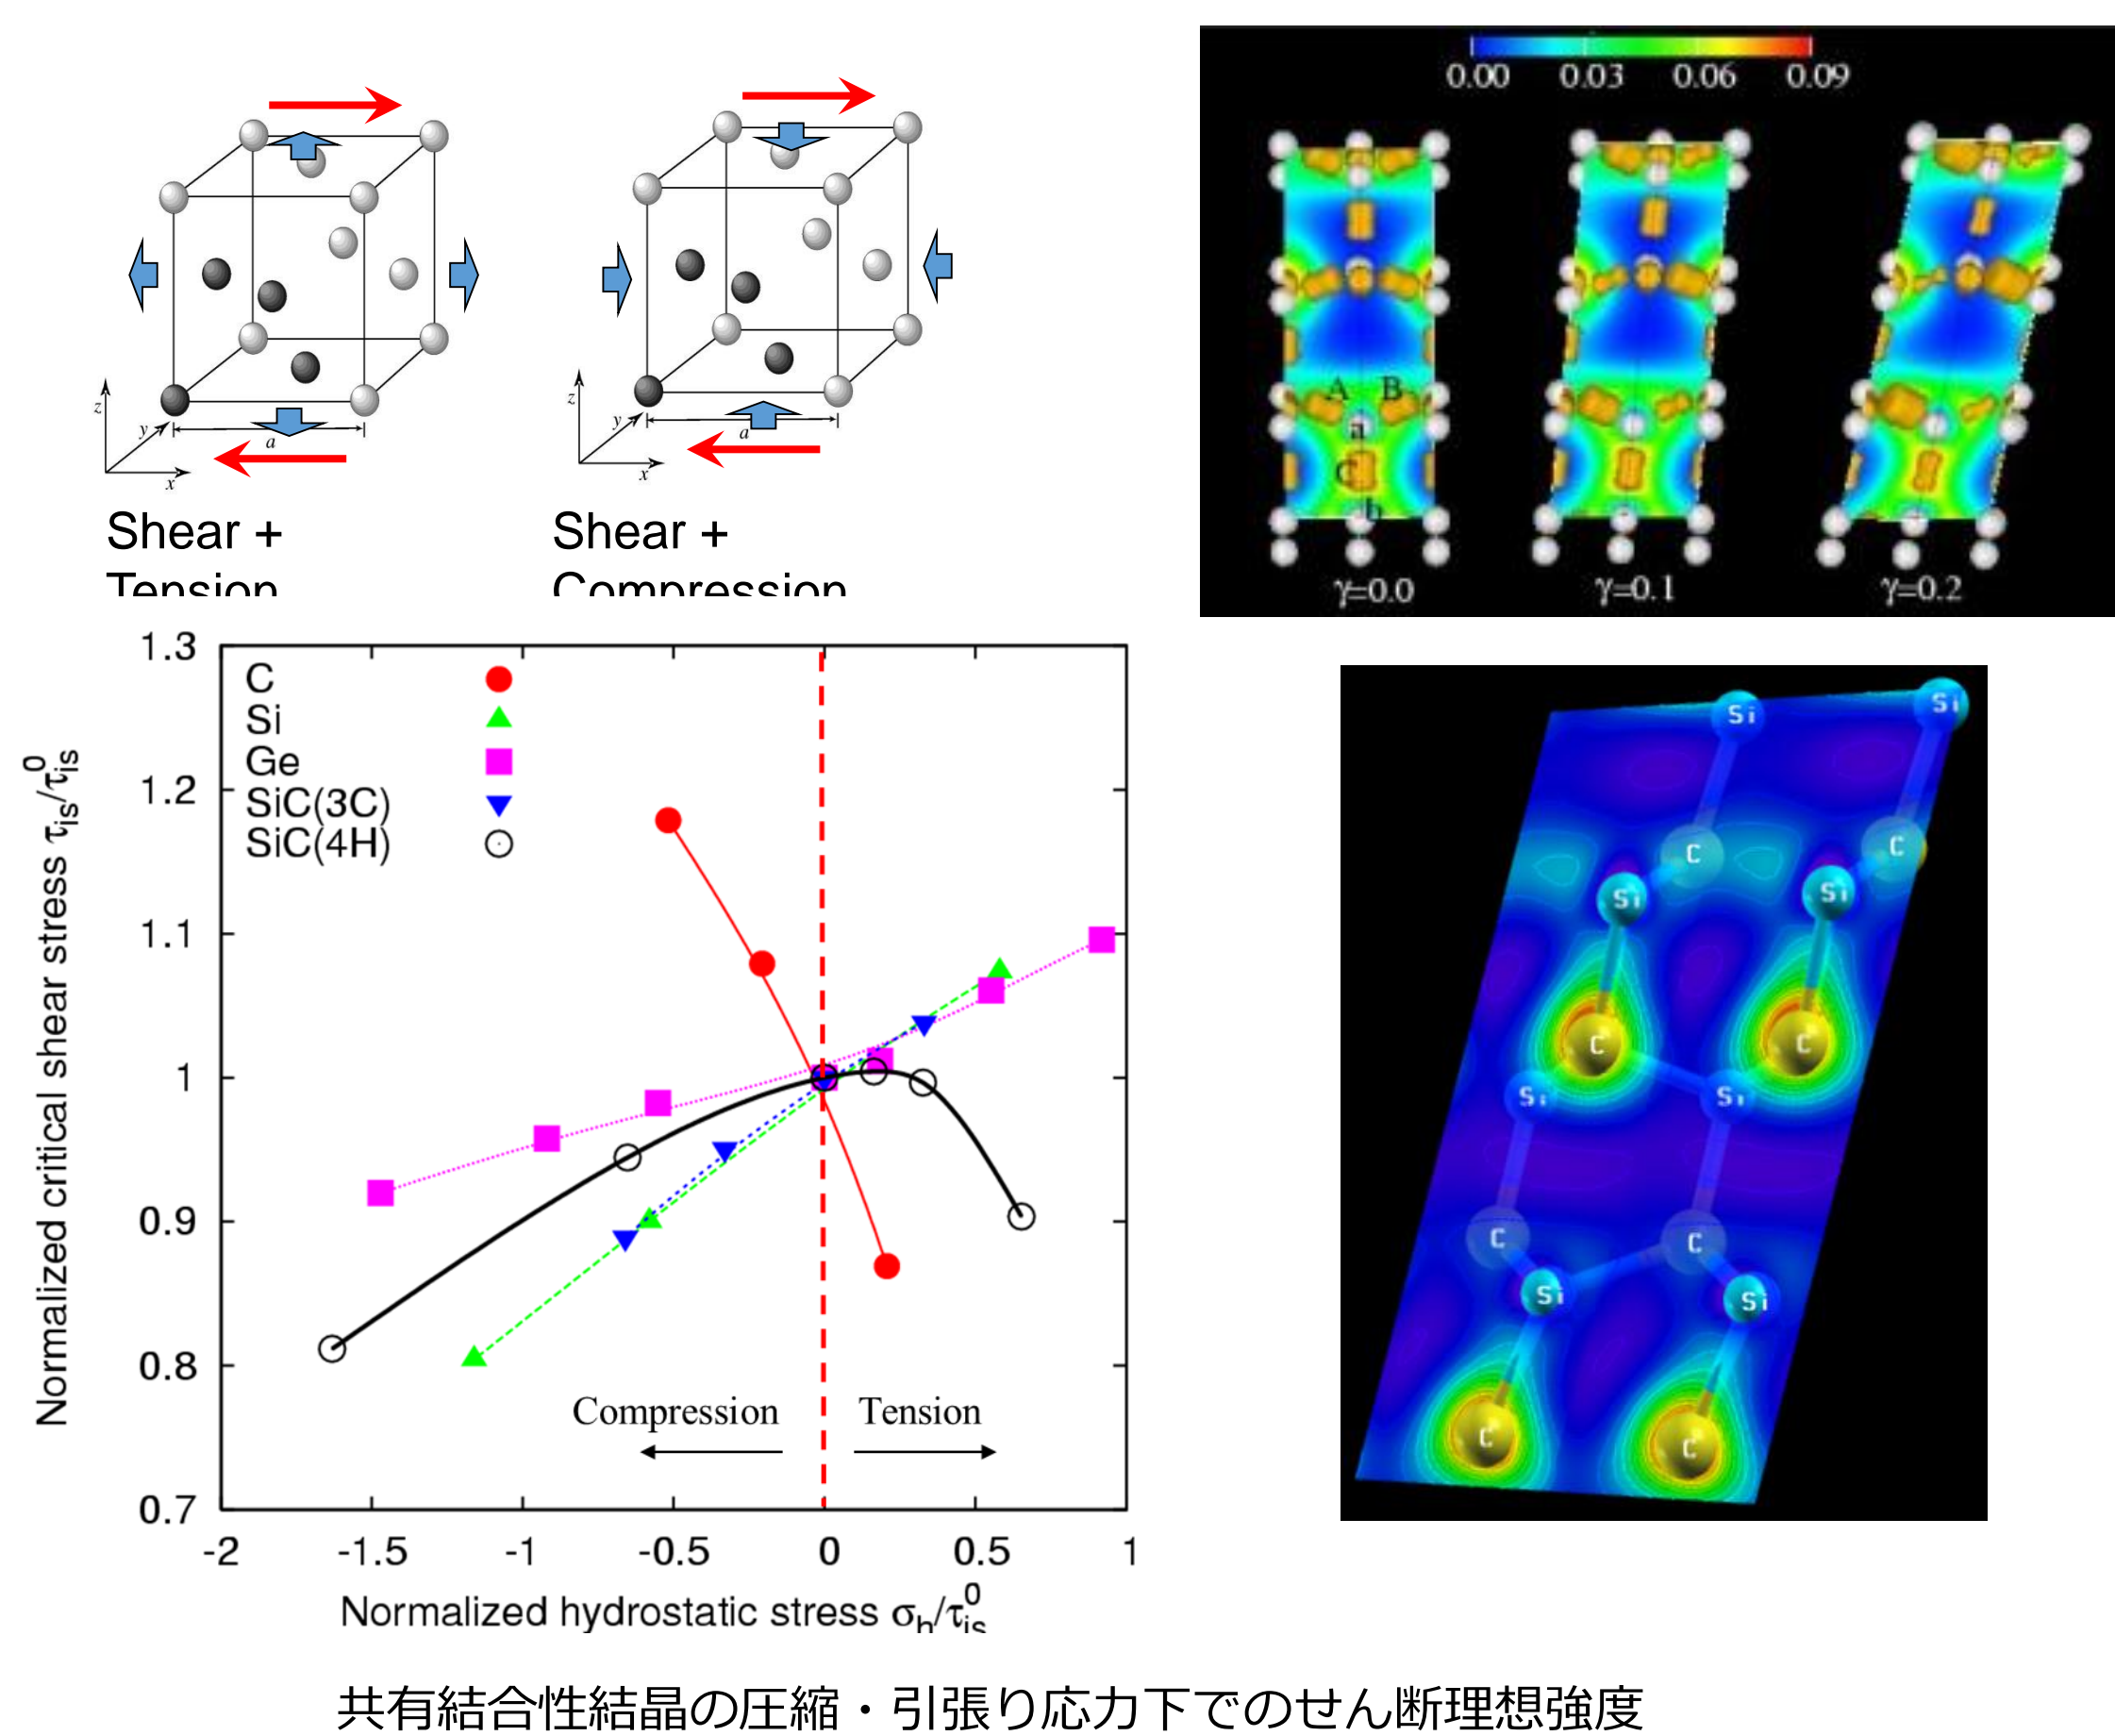 z
y
x
a
Shear +
Tension
z
y
x
a
Shear +
Compression
0.00 0.03 0.06 0.09
A B
a
C
b
γ=0.0 γ=0.1 γ=0.2
1.3
1.2
1.1
1
0.9
0.8
0.7
Normalized critical shear stress τis/τis0
C
Si
Ge
SiC(3C)
SiC(4H)
Compression Tension
-2 -1.5 -1 -0.5 0 0.5 1
Normalized hydrostatic stress σh/τis0
Si Si
C C
Si Si
C C
Si Si
C C
Si Si
C C
共有結合性結晶の圧縮・引張り応力下でのせん断理想強度